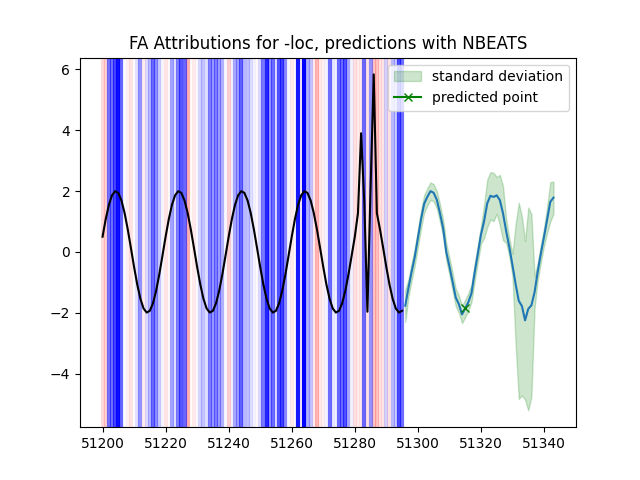 FA Attributions for -loc, predictions with NBEATS
standard deviation
predicted point
6
4
2
0
−2
−4
51200 51220 51240 51260 51280 51300 51320 51340